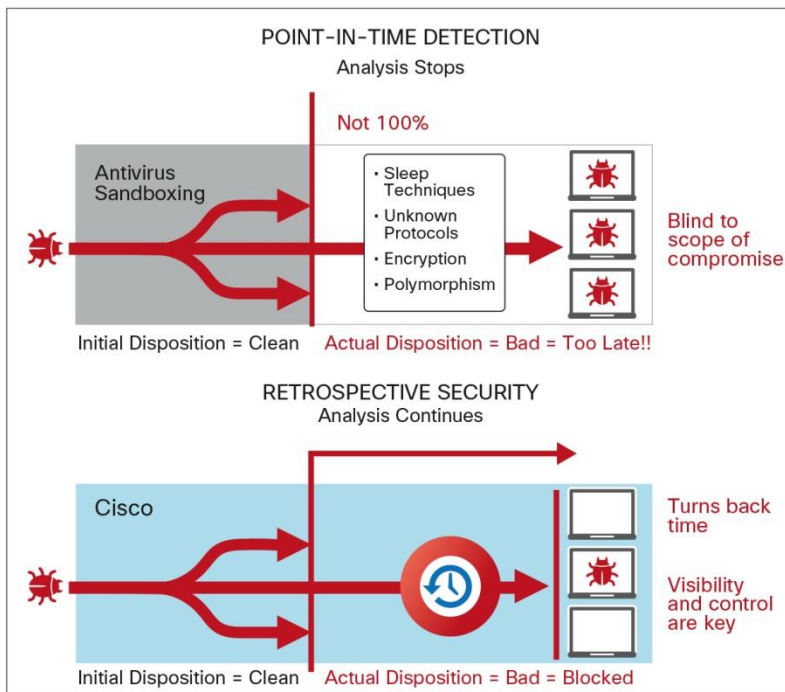 POINT-IN-TIME DETECTION
Analysis Stops
Not 100%
Antivirus
Sandboxing
· Sleep
Techniques
· Unknown
Protocols
· Encryption
· Polymorphism
Blind to
scope of
compromise
Initial Disposition = Clean
Actual Disposition = Bad = Too Late!!
RETROSPECTIVE SECURITY
Analysis Continues
Cisco
Turns back
time
Visibility
and control
are key
Initial Disposition = Clean
Actual Disposition = Bad = Blocked